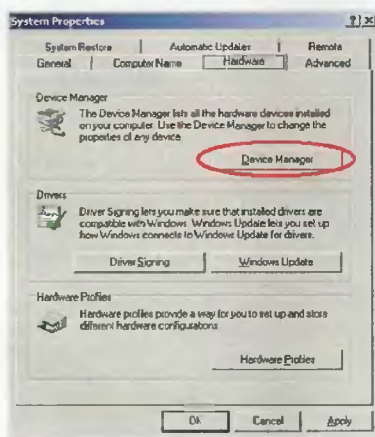 System Properties
System Restore Automatic Updates Remote
General Computer Name Hardware Advanced
Device Manager
The Device Manager lists all the hardware devices installed
on your computer. Use the Device Manager to change the
properties of any device.
Device Manager
Drivers
Driver Signing lets you make sure that installed drivers are
compatible with Windows. Windows Update lets you set up
how Windows connects to Windows Update for drivers.
Driver Signing Windows Update
Hardware Profiles
Hardware profiles provide a way for you to set up and store
different hardware configurations.
Hardware Profiles
OK Cancel Apply